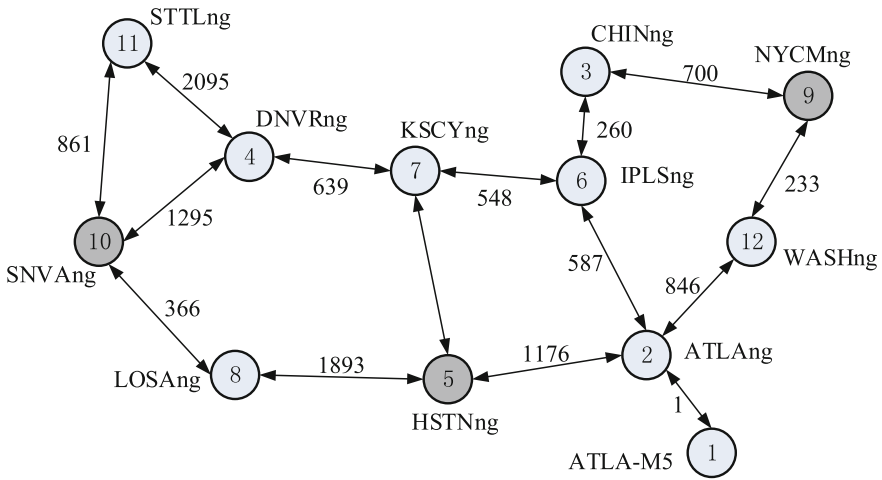 STTLng
11
2095
CHINng
3
700
NYCMng
9
DNVRng
4
861
KSCYng
7
260
639
548
6
IPLSng
233
1295
10
SNVAng
12
WASHng
587
846
366
LOSAng
8
1893
5
HSTNng
1176
2
ATLAng
1
ATLA-M5
1